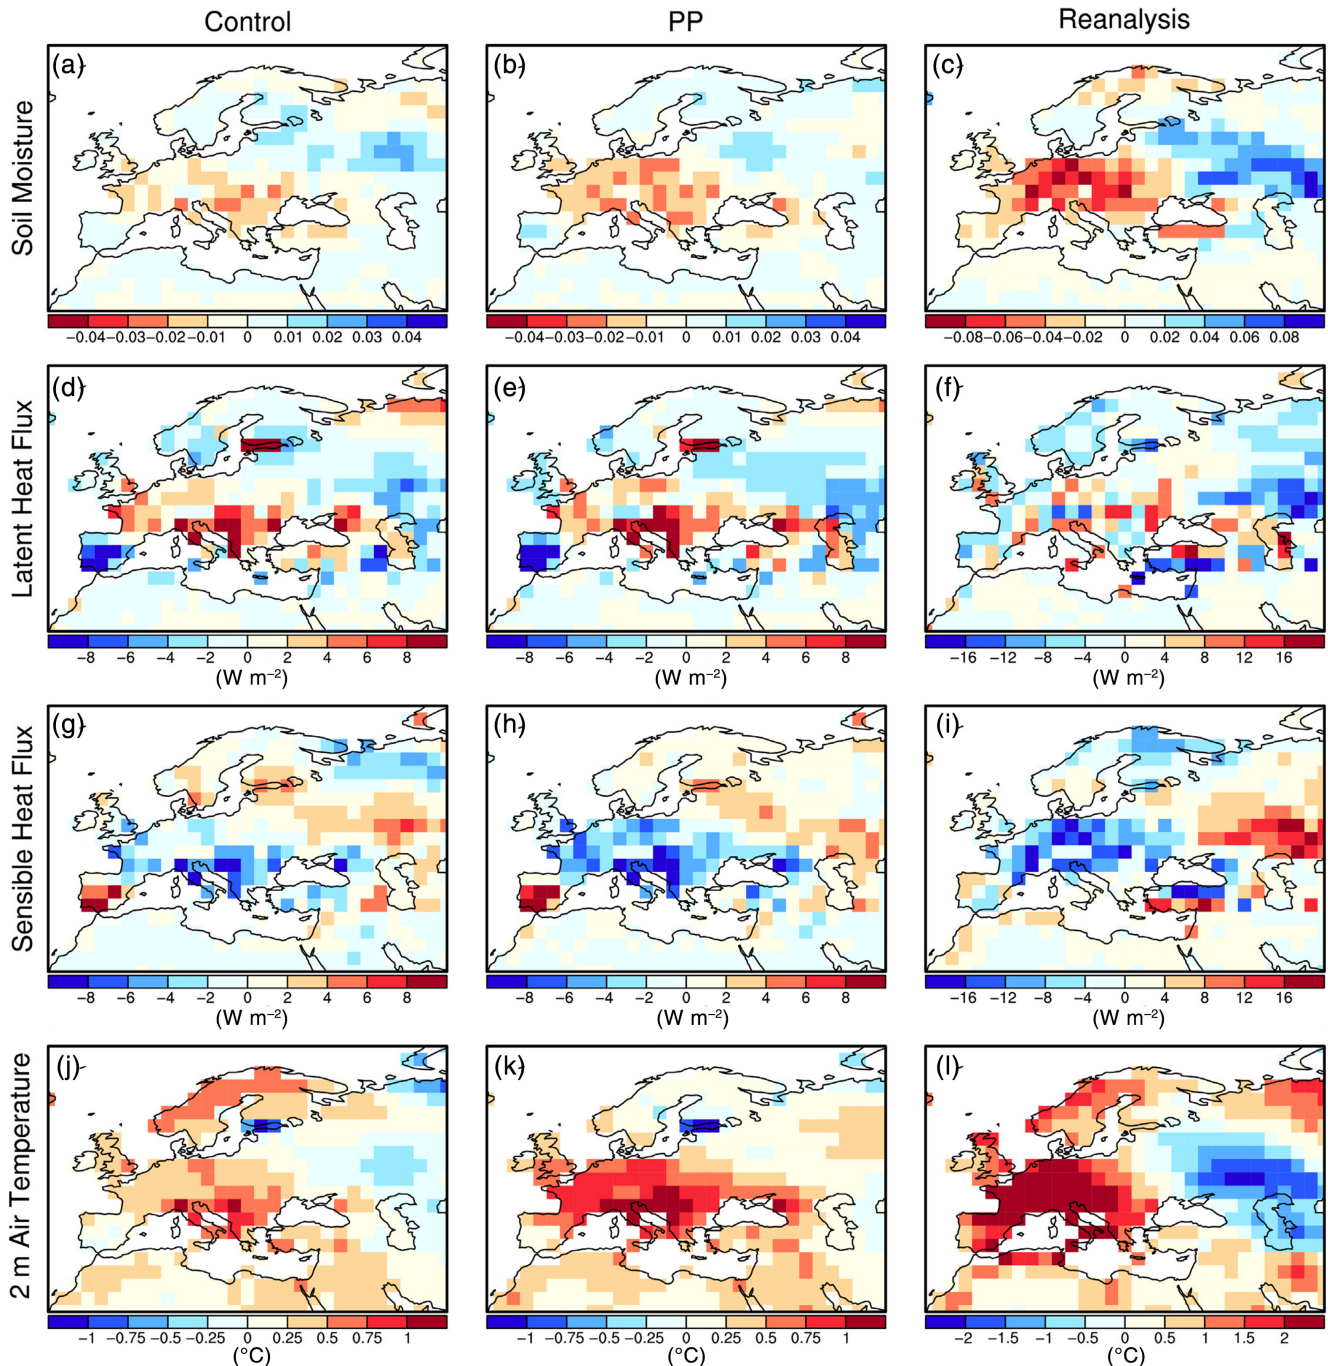 Control PP Reanalysis
Soil Moisture
(a) (b) (c)
−0.04−0.03−0.02−0.01 0 0.01 0.02 0.03 0.04
−0.04−0.03−0.02−0.01 0 0.01 0.02 0.03 0.04
−0.08−0.06−0.04−0.02 0 0.02 0.04 0.06 0.08
Latent Heat Flux
(d) (e) (f)
−8 −6 −4 −2 0 2 4 6 8
−8 −6 −4 −2 0 2 4 6 8
−16 −12 −8 −4 0 4 8 12 16
(W m−2) (W m−2) (W m−2)
Sensible Heat Flux
(g) (h) (i)
−8 −6 −4 −2 0 2 4 6 8
−8 −6 −4 −2 0 2 4 6 8
−16 −12 −8 −4 0 4 8 12 16
(W m−2) (W m−2) (W m−2)
2 m Air Temperature
(j) (k) (l)
−1 −0.75 −0.5 −0.25 0 0.25 0.5 0.75 1
−1 −0.75 −0.5 −0.25 0 0.25 0.5 0.75 1
−2 −1.5 −1 −0.5 0 0.5 1 1.5 2
(°C) (°C) (°C)